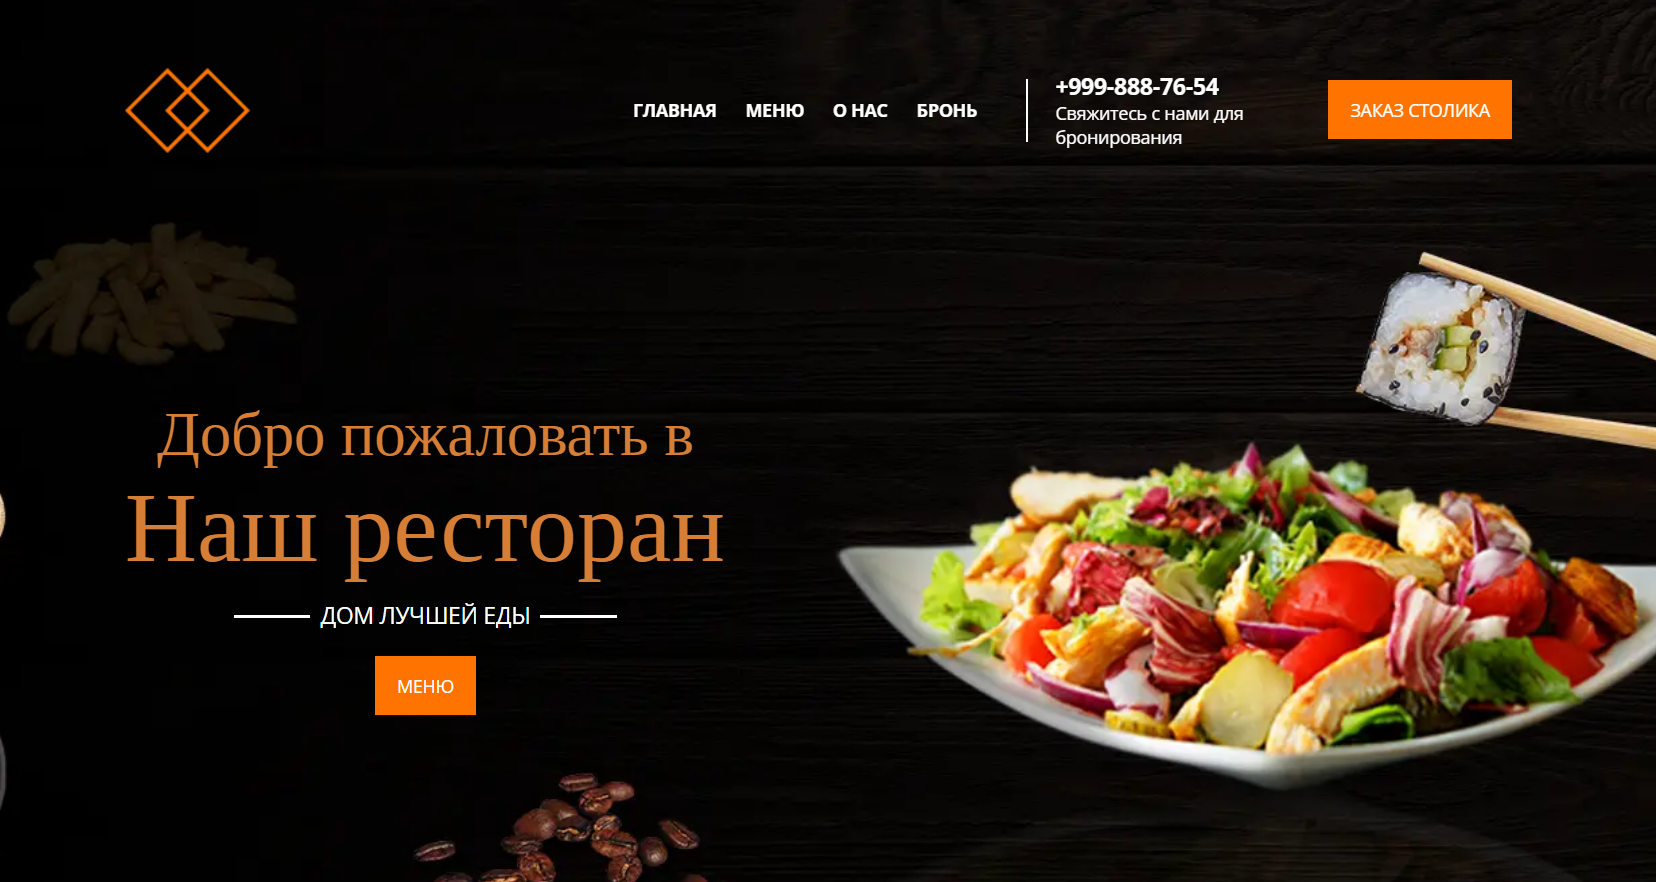 ГЛАВНАЯ МЕНЮ О НАС БРОНЬ
+999-888-76-54
Свяжитесь с нами для
бронирования
ЗАКАЗ СТОЛИКА
Добро пожаловать в
Наш ресторан
ДОМ ЛУЧШЕЙ ЕДЫ
МЕНЮ